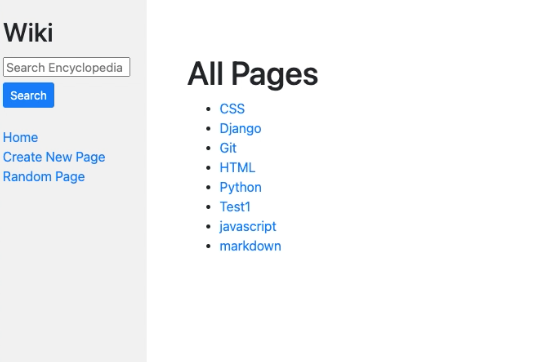 Wiki
Search Encyclopedia
Search
Home
Create New Page
Random Page
All Pages
CSS
Django
Git
HTML
Python
Test1
javascript
markdown